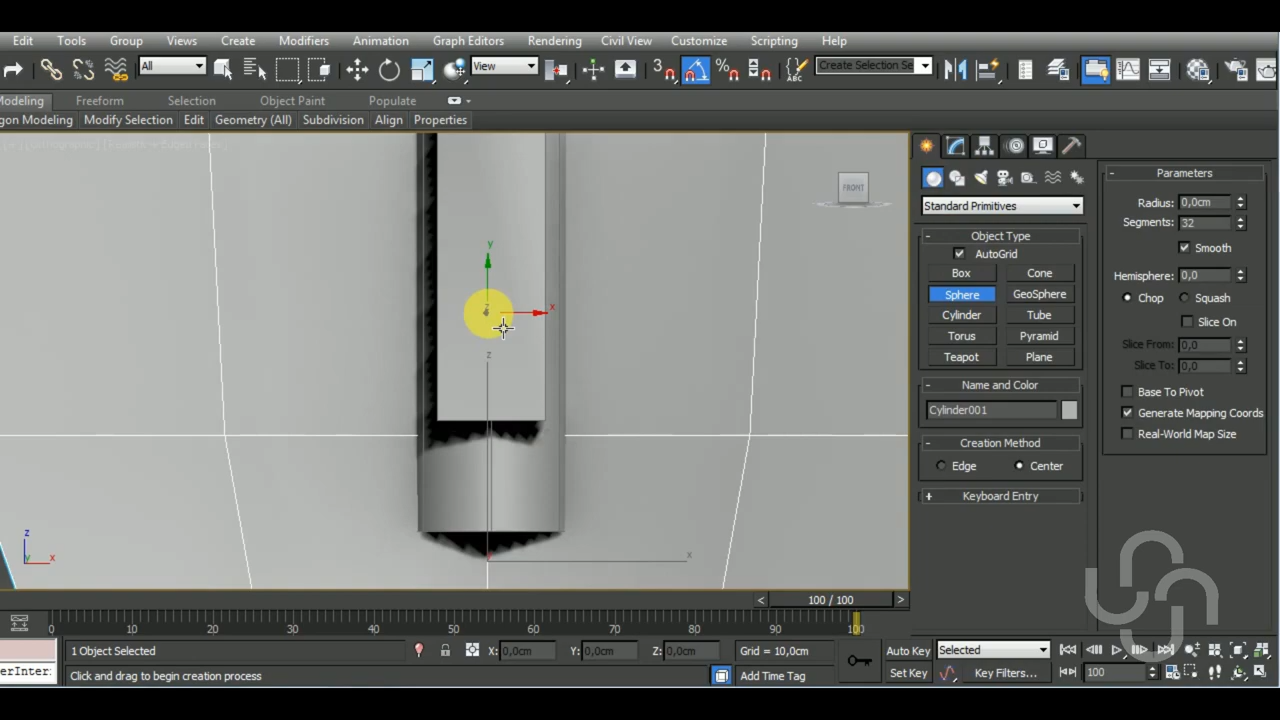 Edit Tools Group Views Create Modifiers Animation Graph Editors Rendering Civil View Customize Scripting Help
All View 3 Create Selection Se
Modeling Freeform Selection Object Paint Populate
gon Modeling Modify Selection Edit Geometry (All) Subdivision Align Properties
FRONT
y
z x
z
x
z
y x
Standard Primitives
- Object Type
AutoGrid
Box Cone
Sphere GeoSphere
Cylinder Tube
Torus Pyramid
Teapot Plane
- Name and Color
Cylinder001
- Creation Method
Edge Center
+ Keyboard Entry
- Parameters
Radius: 0,0cm
Segments: 32
Smooth
Hemisphere: 0,0
Chop Squash
Slice On
Slice From: 0,0
Slice To: 0,0
Base To Pivot
Generate Mapping Coords
Real-World Map Size
< 100 / 100 >
0 10 20 30 40 50 60 70 80 90 100
1 Object Selected X: 0,0cm Y: 0,0cm Z: 0,0cm Grid = 10,0cm Auto Key Selected
erInter: Click and drag to begin creation process Add Time Tag Set Key Key Filters... 100